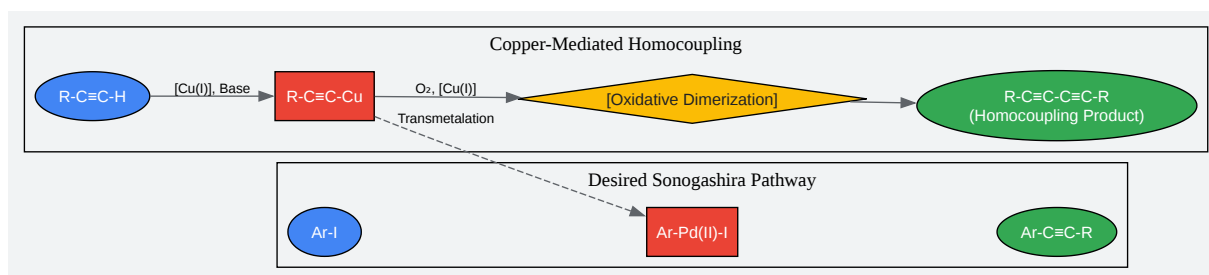 Copper-Mediated Homocoupling
R-C≡C-H
[Cu(I)], Base
R-C≡C-Cu
O₂, [Cu(I)]
[Oxidative Dimerization]
R-C≡C-C≡C-R
(Homocoupling Product)
Transmetalation
Desired Sonogashira Pathway
Ar-I
Ar-Pd(II)-I
Ar-C≡C-R